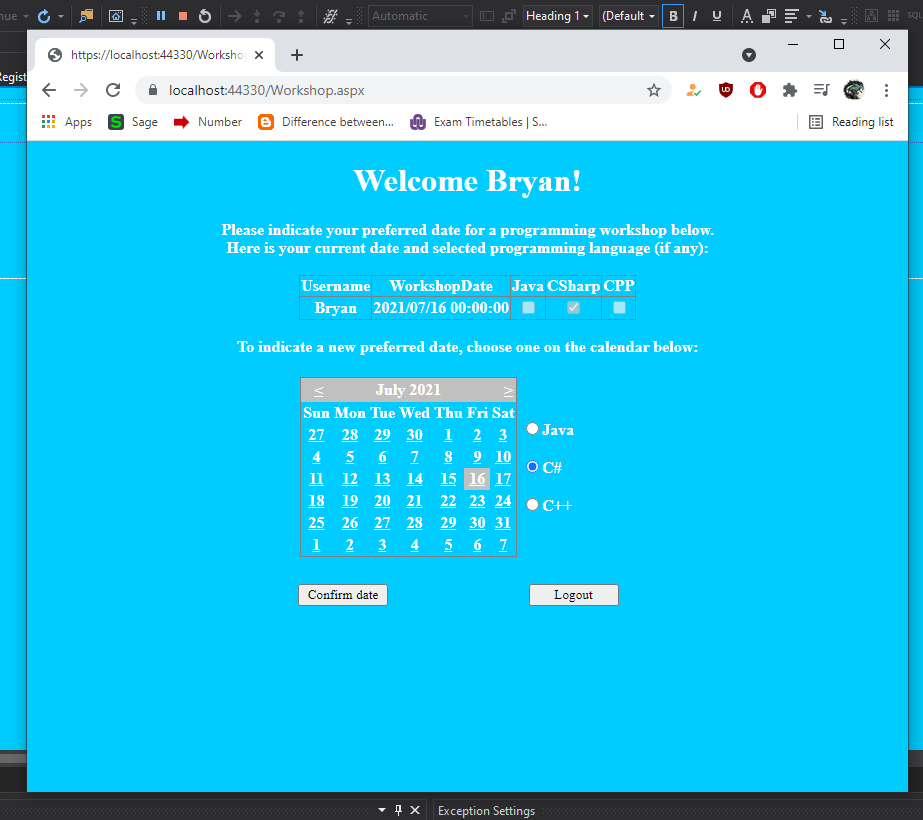 nue
Automatic
Heading 1
(Default
B
I
U
A
SQL
Regist
https://localhost:44330/Worksho
localhost:44330/Workshop.aspx
Apps
S
Sage
Number
Difference between...
Exam Timetables | S...
Reading list
Welcome Bryan!
Please indicate your preferred date for a programming workshop below.
Here is your current date and selected programming language (if any):
Username WorkshopDate Java CSharp CPP
Bryan 2021/07/16 00:00:00
To indicate a new preferred date, choose one on the calendar below:
≤ July 2021 ≥
Sun Mon Tue Wed Thu Fri Sat
27 28 29 30 1 2 3
4 5 6 7 8 9 10
11 12 13 14 15 16 17
18 19 20 21 22 23 24
25 26 27 28 29 30 31
1 2 3 4 5 6 7
Java
C#
C++
Confirm date
Logout
Exception Settings